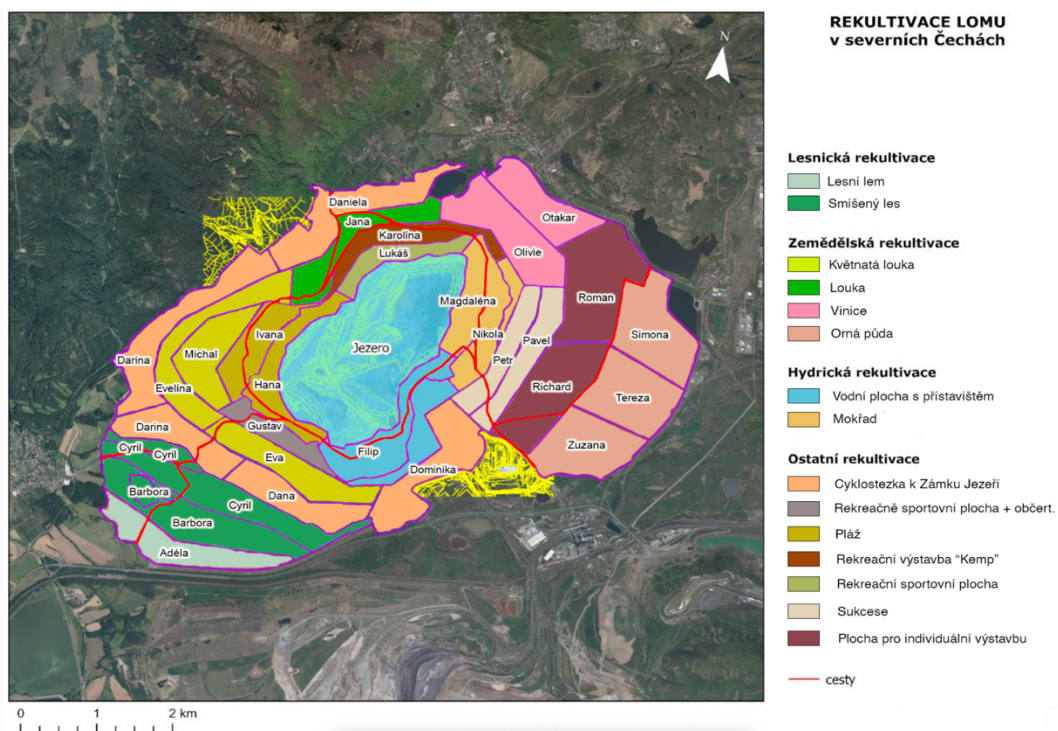 REKULTIVACE LOMU
v severních Čechách
N
Lesnická rekultivace
Lesní lem
Smíšený les
Zemědělská rekultivace
Květnatá louka
Louka
Vinice
Orná půda
Hydrická rekultivace
Vodní plocha s přístavištěm
Mokřad
Ostatní rekultivace
Cyklostezka k Zámku Jezeří
Rekreačně sportovní plocha + občerst.
Pláž
Rekreační výstavba "Kemp"
Rekreační sportovní plocha
Sukcese
Plocha pro individuální výstavbu
cesty
Daniela
Jana
Karolína
Lukáš
Otakar
Olivie
Magdaléna
Roman
Ivana
Nikola
Simona
Jezero
Pavel
Michal
Petr
Darina
Hana
Richard
Evelína
Tereza
Darina
Gustav
Zuzana
Cyril
Cyril
Eva
Filip
Dominika
Barbora
Dana
Cyril
Barbora
Adéla
0 1 2 km